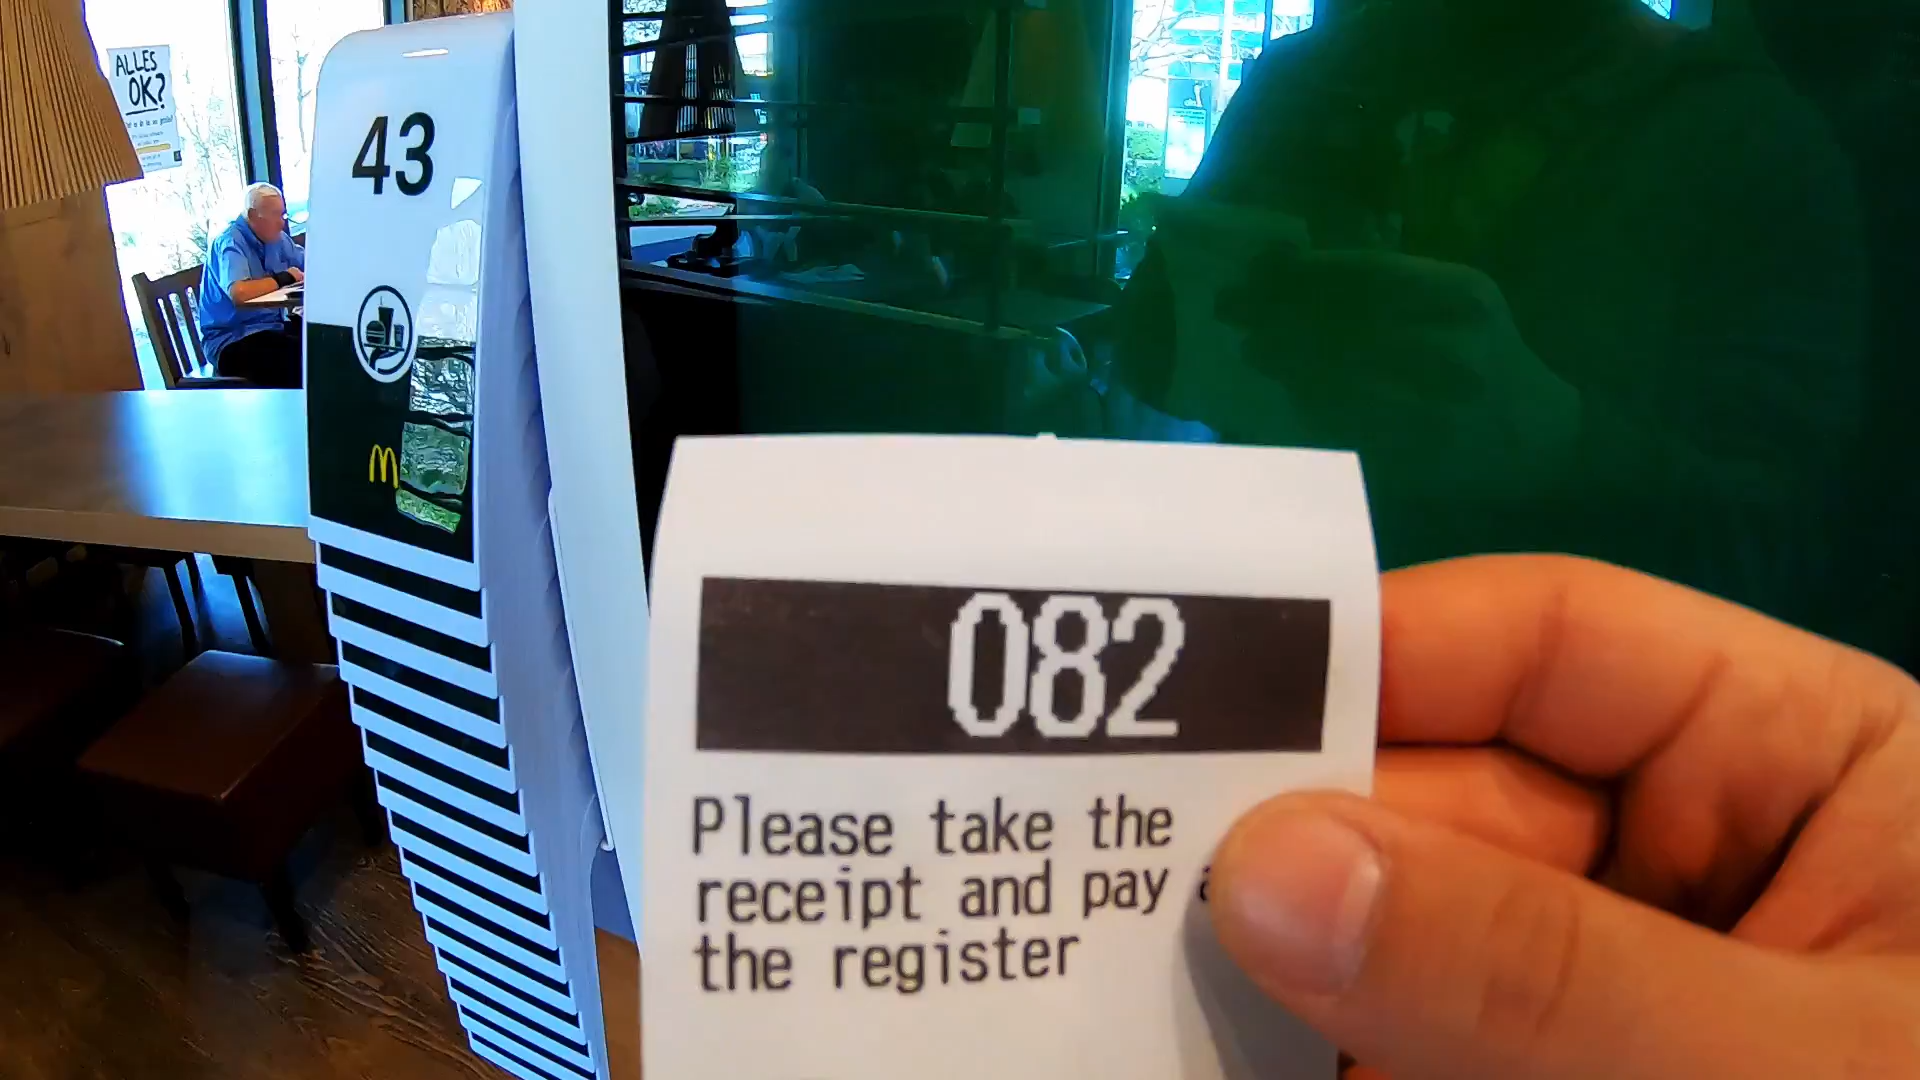 ALLES
OK?
43
082
Please take the
receipt and pay a
the register